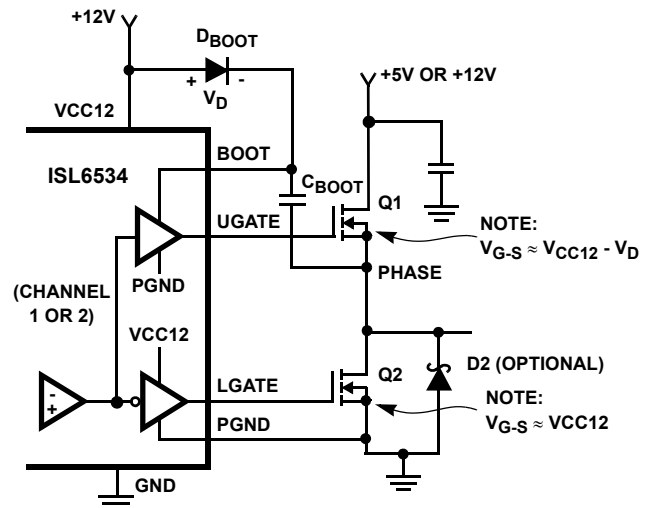 +12V
DBOOT
+5V OR +12V
+ -
VD
VCC12
BOOT
ISL6534
CBOOT
Q1
UGATE
NOTE:
VG-S ≈ VCC12 - VD
PGND
PHASE
(CHANNEL
1 OR 2)
VCC12
D2 (OPTIONAL)
Q2
LGATE
NOTE:
VG-S ≈ VCC12
-
+
PGND
GND